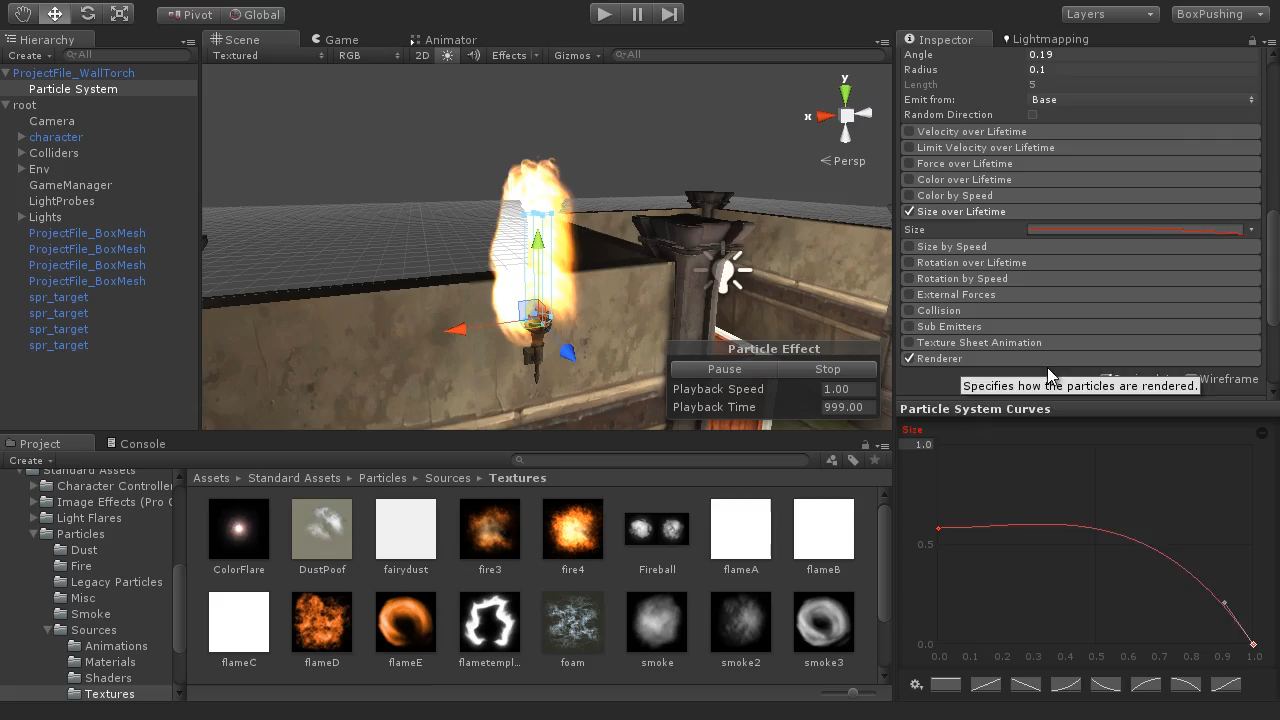 Pivot Global Layers BoxPushing
Hierarchy Scene Game Animator Inspector Lightmapping
Create All Textured RGB 2D Effects Gizmos All
Angle 0.19
Radius 0.1
Length 5
Emit from: Base
Random Direction
Velocity over Lifetime
Limit Velocity over Lifetime
Force over Lifetime
Color over Lifetime
Color by Speed
Size over Lifetime
Size
Size by Speed
Rotation over Lifetime
Rotation by Speed
External Forces
Collision
Sub Emitters
Texture Sheet Animation
Renderer
Wireframe
Specifies how the particles are rendered.
ProjectFile_WallTorch
Particle System
root
Camera
character
Colliders
Env
GameManager
LightProbes
Lights
ProjectFile_BoxMesh
ProjectFile_BoxMesh
ProjectFile_BoxMesh
ProjectFile_BoxMesh
spr_target
spr_target
spr_target
spr_target
y
x
Persp
Particle Effect
Pause Stop
Playback Speed 1.00
Playback Time 999.00
Particle System Curves
Size
1.0
0.5
0.0
0.0 0.1 0.2 0.3 0.4 0.5 0.6 0.7 0.8 0.9 1.0
Project Console
Create
Standard Assets
Character Controller
Image Effects (Pro O
Light Flares
Particles
Dust
Fire
Legacy Particles
Misc
Smoke
Sources
Animations
Materials
Shaders
Textures
Assets Standard Assets Particles Sources Textures
ColorFlare DustPoof fairydust fire3 fire4 Fireball flameA flameB
flameC flameD flameE flametempl... foam smoke smoke2 smoke3